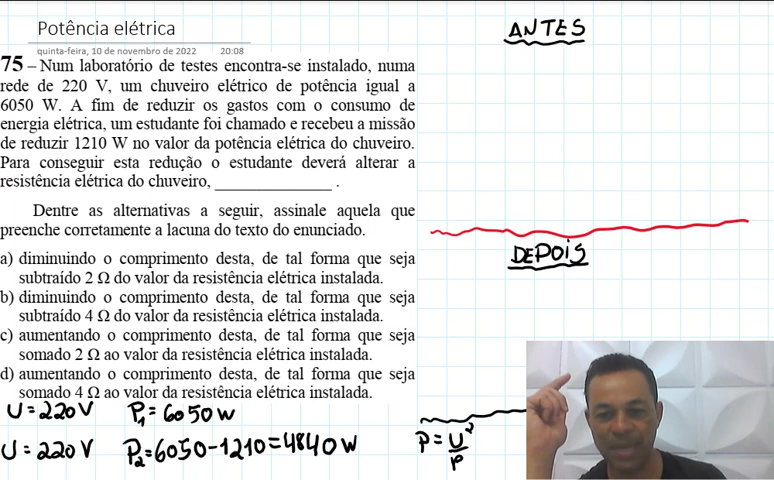 Potência elétrica
quinta-feira, 10 de novembro de 2022 20:08
75 – Num laboratório de testes encontra-se instalado, numa
rede de 220 V, um chuveiro elétrico de potência igual a
6050 W. A fim de reduzir os gastos com o consumo de
energia elétrica, um estudante foi chamado e recebeu a missão
de reduzir 1210 W no valor da potência elétrica do chuveiro.
Para conseguir esta redução o estudante deverá alterar a
resistência elétrica do chuveiro, ______________ .
Dentre as alternativas a seguir, assinale aquela que
preenche corretamente a lacuna do texto do enunciado.
a) diminuindo o comprimento desta, de tal forma que seja
subtraído 2 Ω do valor da resistência elétrica instalada.
b) diminuindo o comprimento desta, de tal forma que seja
subtraído 4 Ω do valor da resistência elétrica instalada.
c) aumentando o comprimento desta, de tal forma que seja
somado 2 Ω ao valor da resistência elétrica instalada.
d) aumentando o comprimento desta, de tal forma que seja
somado 4 Ω ao valor da resistência elétrica instalada.
U = 220 V P₁ = 6050 W
U = 220 V P₂ = 6050 - 1210 = 4840 W
ANTES
DEPOIS
P = U²/P